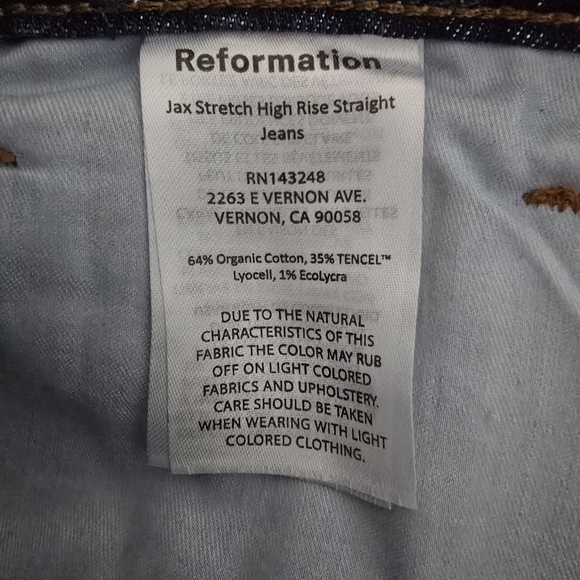 Reformation
Jax Stretch High Rise Straight
Jeans
RN143248
2263 E VERNON AVE.
VERNON, CA 90058
64% Organic Cotton, 35% TENCEL™
Lyocell, 1% EcoLycra
DUE TO THE NATURAL
CHARACTERISTICS OF THIS
FABRIC THE COLOR MAY RUB
OFF ON LIGHT COLORED
FABRICS AND UPHOLSTERY.
CARE SHOULD BE TAKEN
WHEN WEARING WITH LIGHT
COLORED CLOTHING.